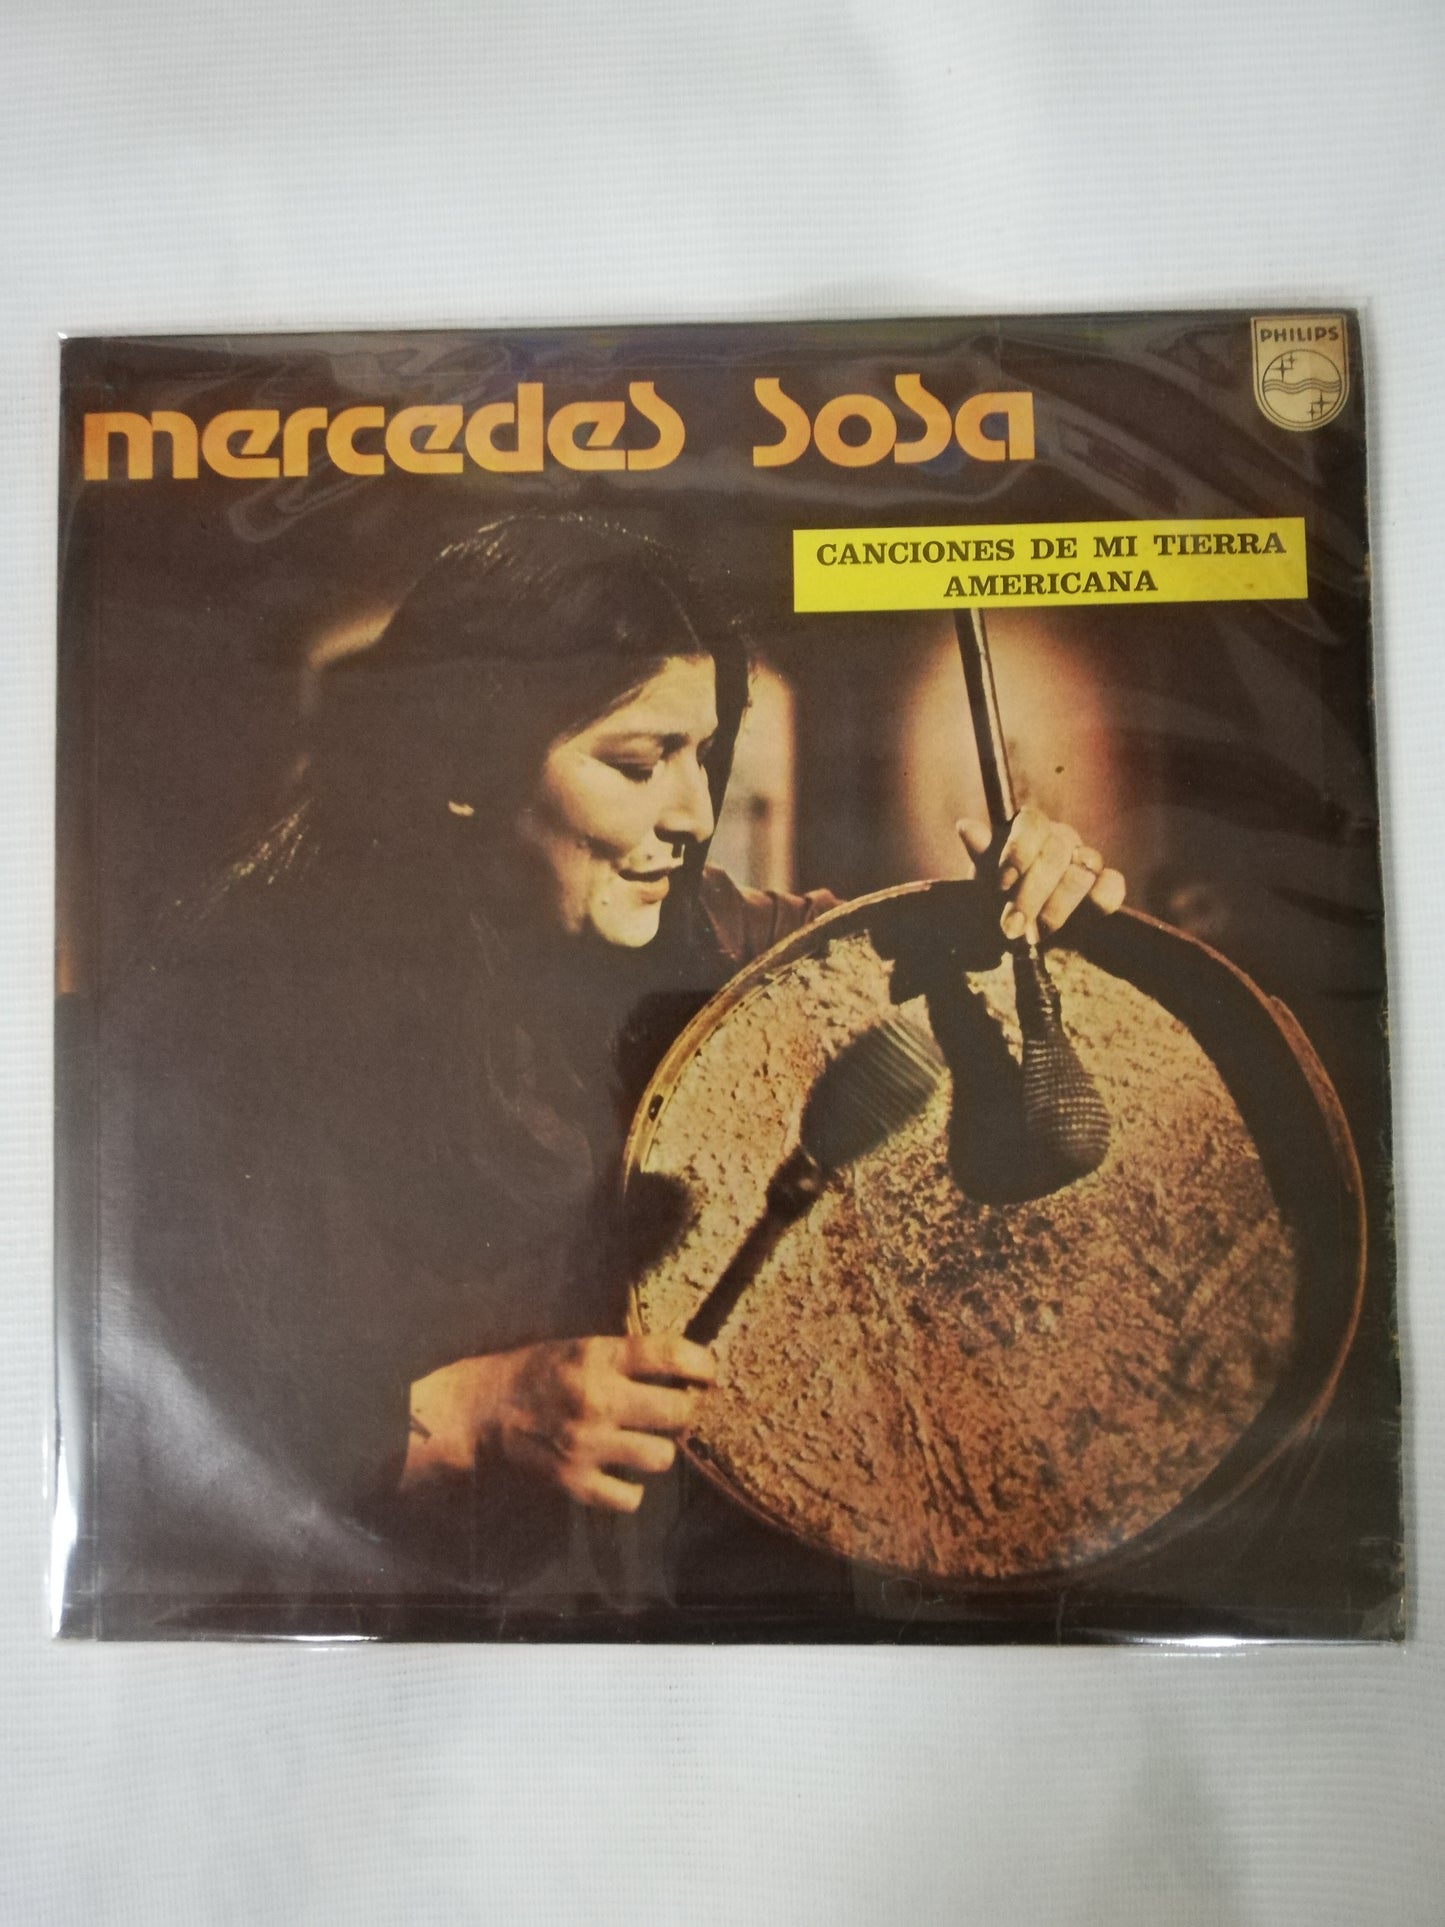 PHILIPS
mercedes sosa
CANCIONES DE MI TIERRA
AMERICANA